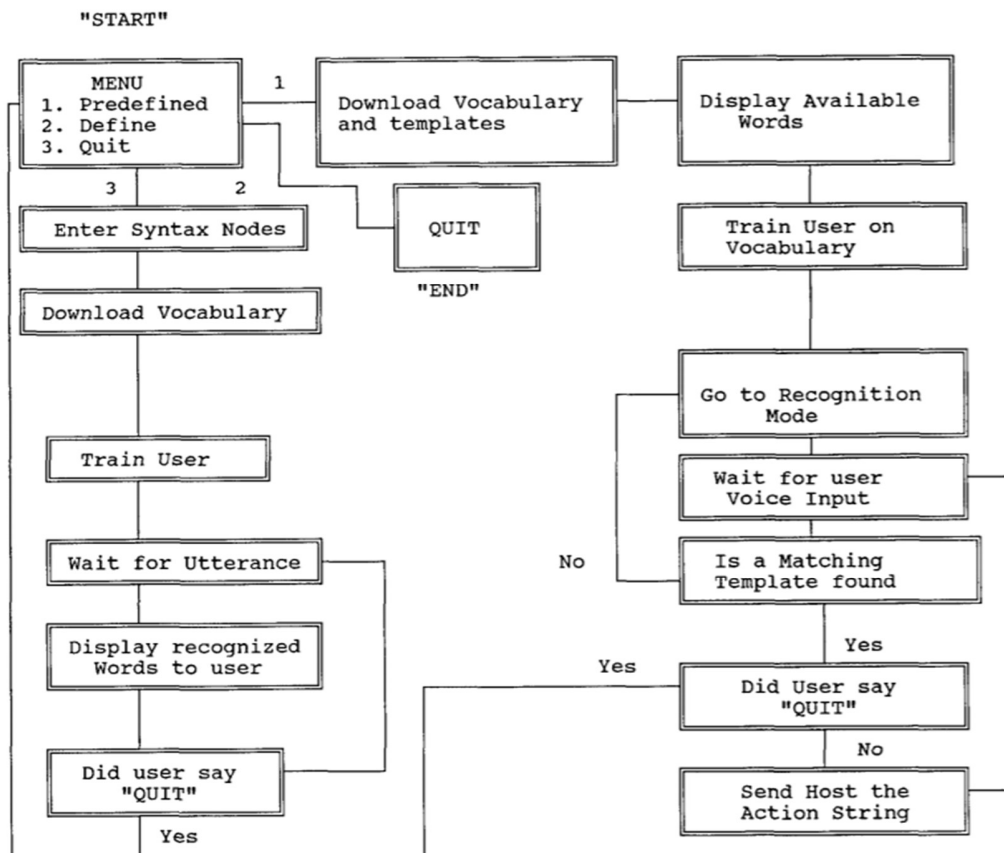 "START"
MENU
1. Predefined
2. Define
3. Quit
1
Download Vocabulary
and templates
Display Available
Words
3
2
Enter Syntax Nodes
QUIT
"END"
Train User on
Vocabulary
Download Vocabulary
Go to Recognition
Mode
Train User
Wait for user
Voice Input
Wait for Utterance
No
Is a Matching
Template found
Display recognized
Words to user
Yes
Yes
Did User say
"QUIT"
No
Did user say
"QUIT"
Send Host the
Action String
Yes